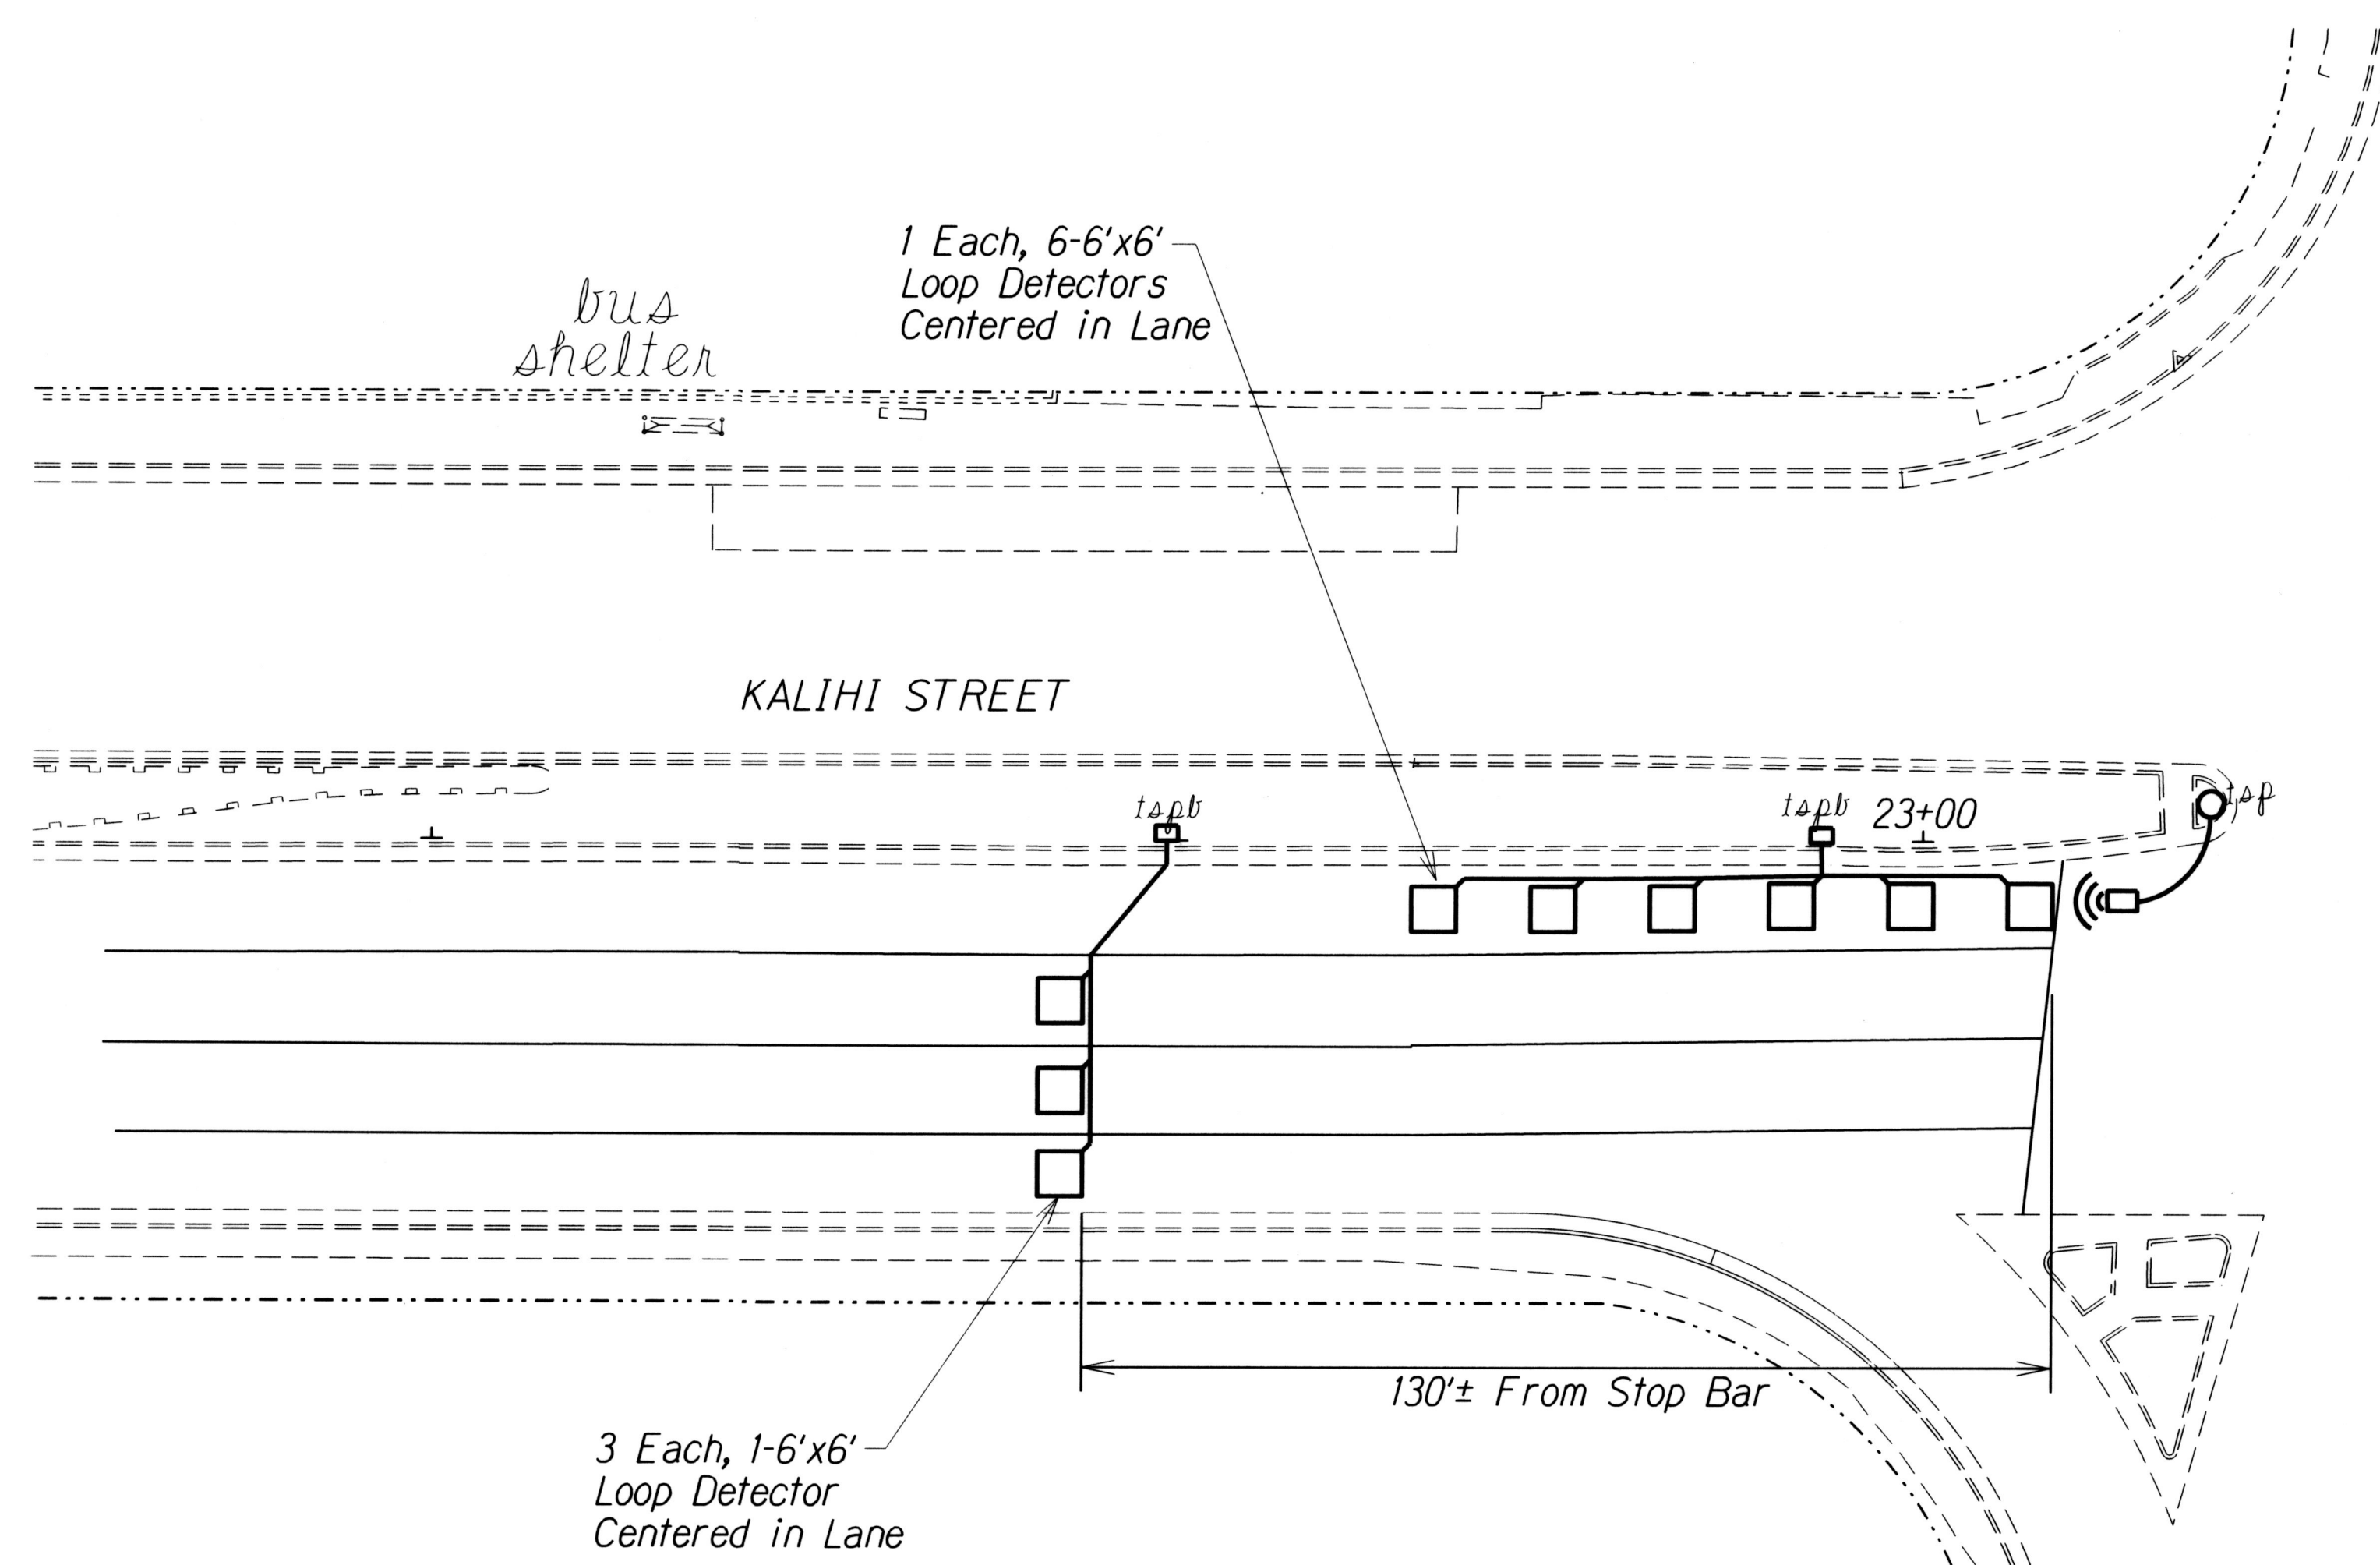 1 Each, 6-6'x6'
Loop Detectors
Centered in Lane
bus
shelter
KALIHI STREET
tspb
tspb
23+00
tsp
130'± From Stop Bar
3 Each, 1-6'x6'
Loop Detector
Centered in Lane